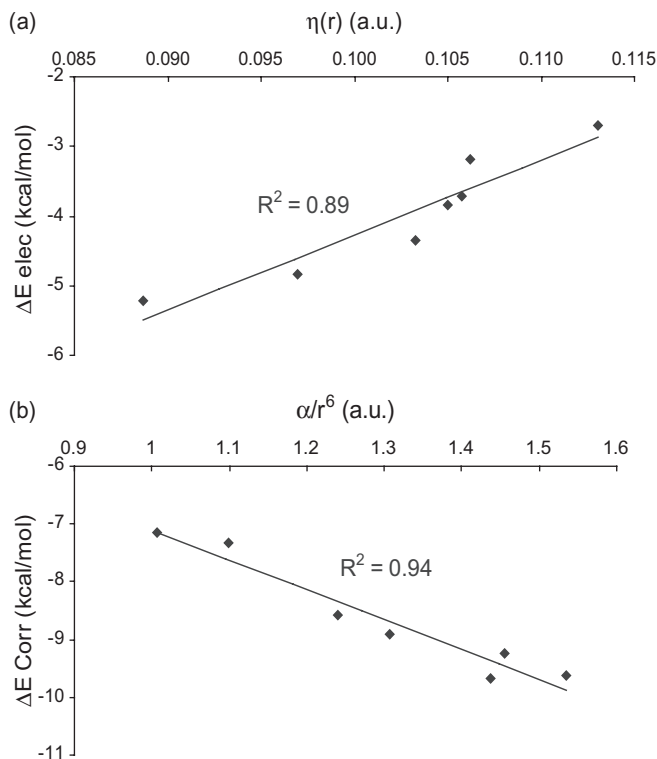 (a) η(r) (a.u.)
0.085 0.090 0.095 0.100 0.105 0.110 0.115
-2
-3
-4
-5
-6
ΔE elec (kcal/mol)
R² = 0.89
(b) α/r⁶ (a.u.)
0.9 1 1.1 1.2 1.3 1.4 1.5 1.6
-6
-7
-8
-9
-10
-11
ΔE Corr (kcal/mol)
R² = 0.94